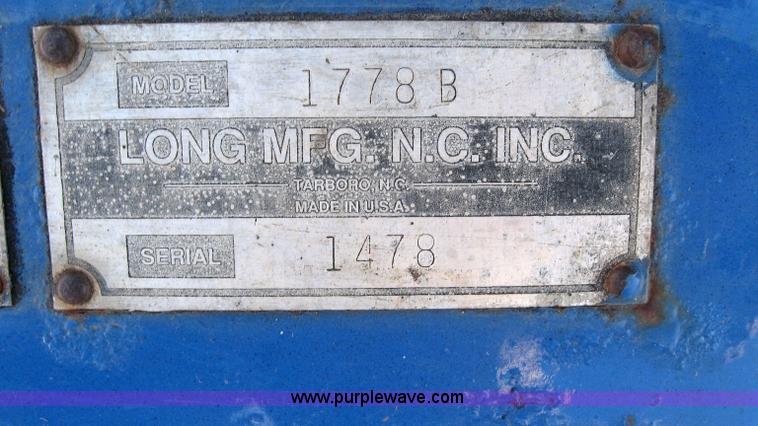 MODEL 1778 B
LONG MFG. N.C. INC.
TARBORO, N.C.
MADE IN U.S.A.
SERIAL 1478
www.purplewave.com